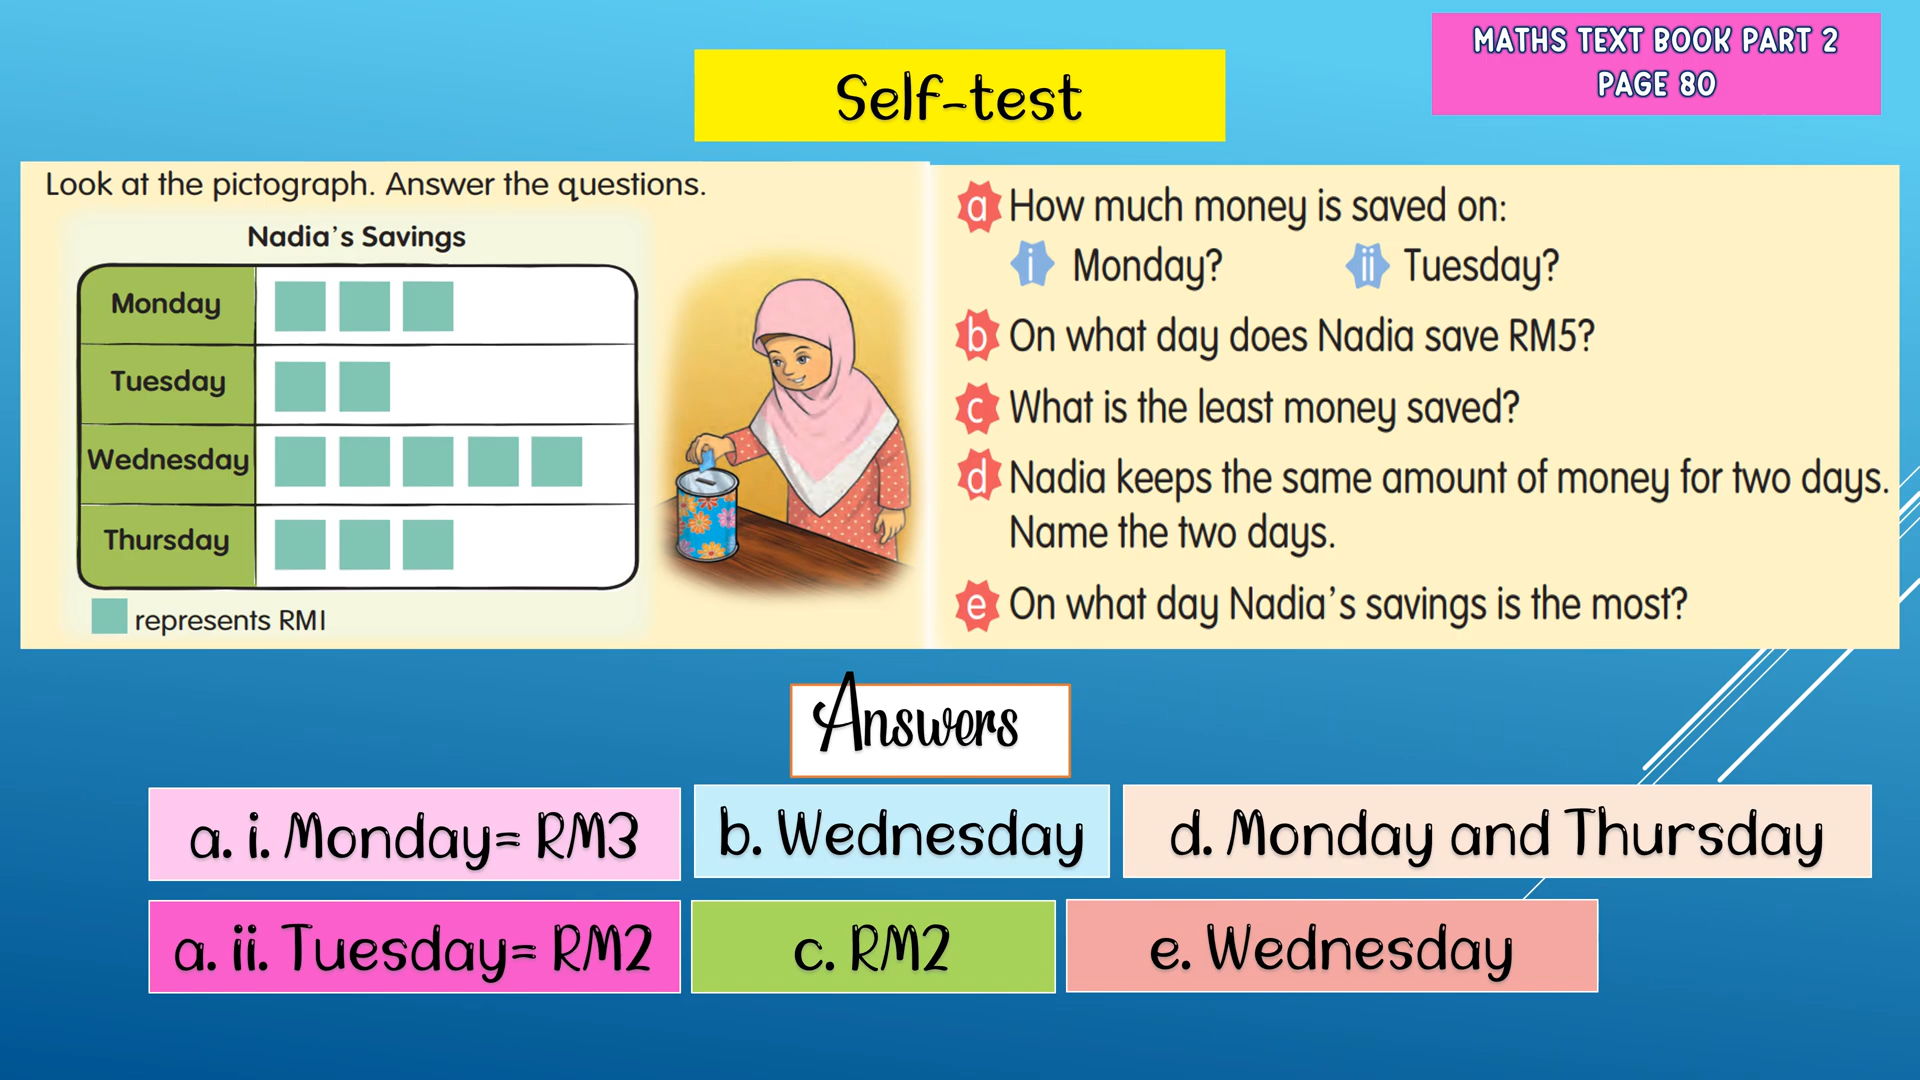 MATHS TEXT BOOK PART 2
PAGE 80
Self-test
Look at the pictograph. Answer the questions.
Nadia's Savings
Monday
Tuesday
Wednesday
Thursday
represents RM1
a How much money is saved on:
i Monday? ii Tuesday?
b On what day does Nadia save RM5?
c What is the least money saved?
d Nadia keeps the same amount of money for two days.
Name the two days.
e On what day Nadia's savings is the most?
Answers
a. i. Monday= RM3
b. Wednesday
d. Monday and Thursday
a. ii. Tuesday= RM2
c. RM2
e. Wednesday